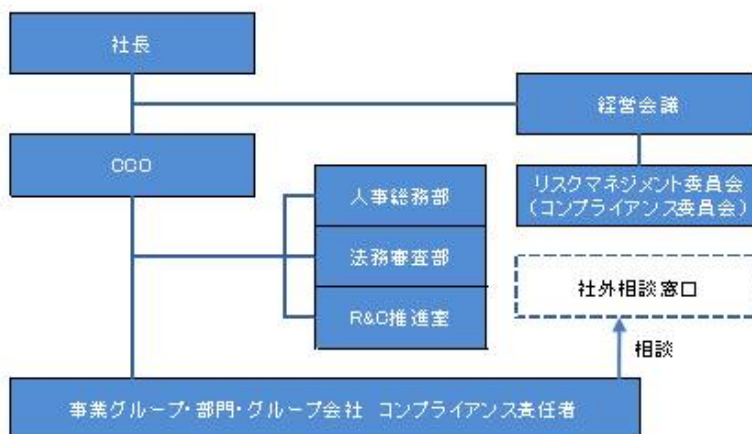 社長
経営会議
CCO
リスクマネジメント委員会
（コンプライアンス委員会）
人事総務部
法務審査部
R&C推進室
社外相談窓口
相談
事業グループ・部門・グループ会社 コンプライアンス責任者